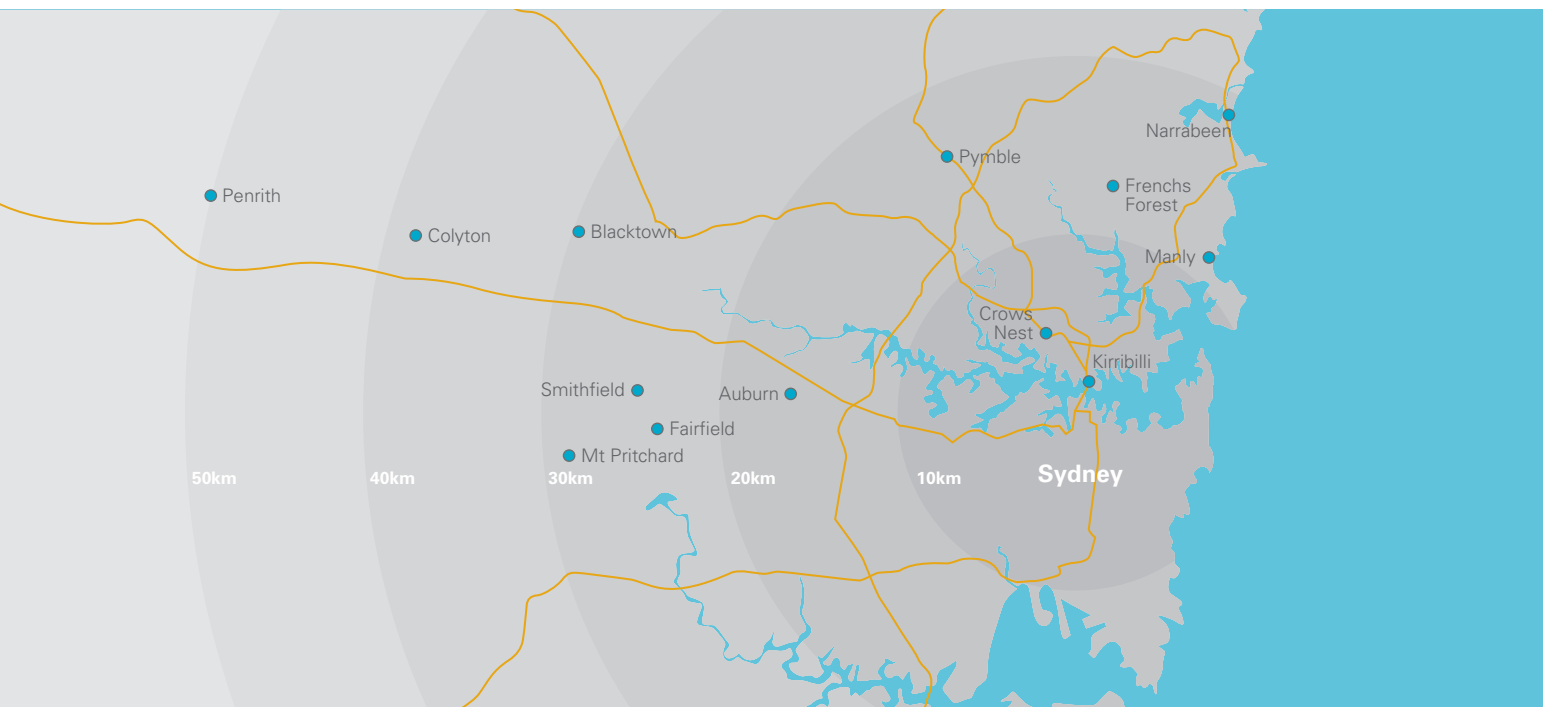 Narrabeen
Pymble
Frenchs
Forest
Penrith
Colyton
Blacktown
Manly
Crows
Nest
Kirribilli
Smithfield
Auburn
Fairfield
Mt Pritchard
50km
40km
30km
20km
10km
Sydney